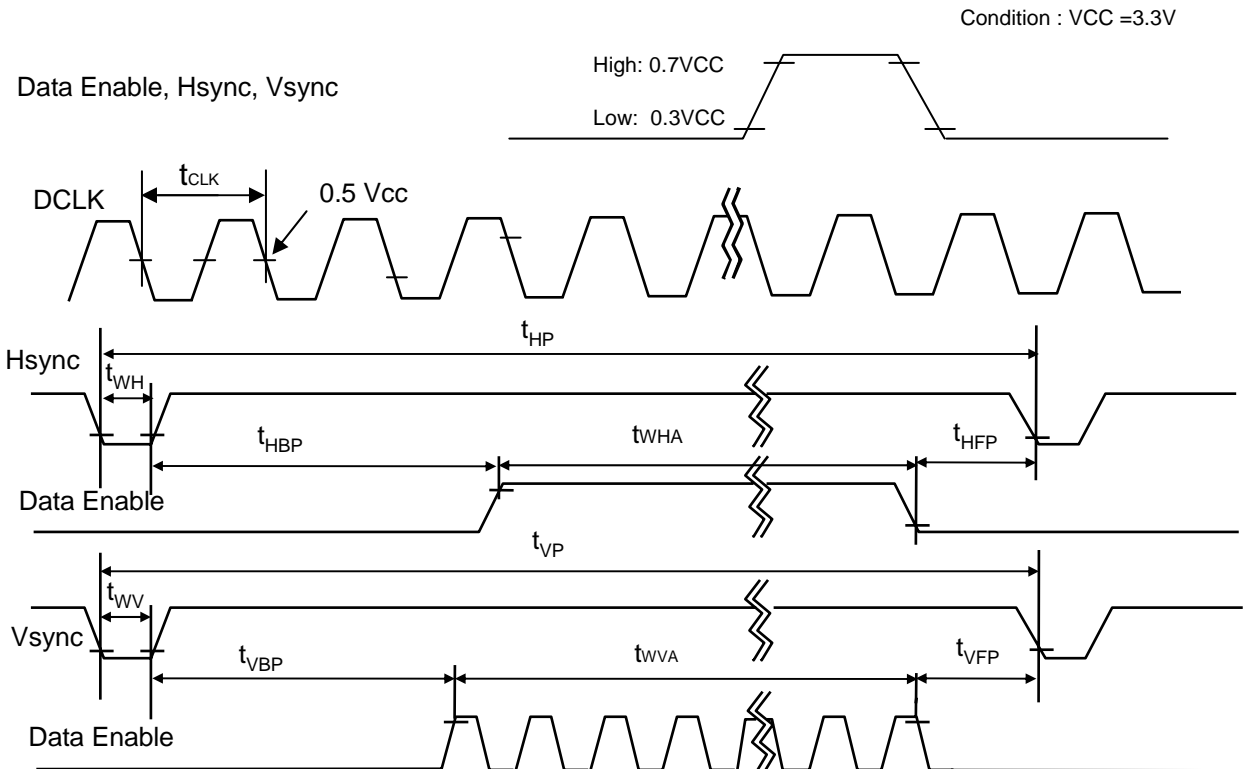 Condition : VCC =3.3V
High: 0.7VCC
Data Enable, Hsync, Vsync
Low: 0.3VCC
tCLK
0.5 Vcc
DCLK
tHP
Hsync
tWH
tHBP
tWHA
tHFP
Data Enable
tVP
tWV
Vsync
tVBP
tWVA
tVFP
Data Enable